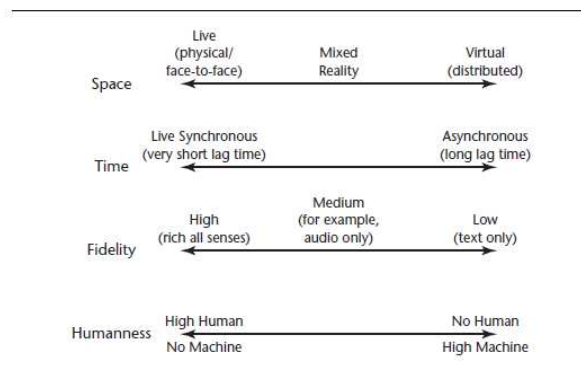 Live
(physical/
face-to-face)
Mixed
Reality
Virtual
(distributed)
Space
Live Synchronous
(very short lag time)
Asynchronous
(long lag time)
Time
High
(rich all senses)
Medium
(for example,
audio only)
Low
(text only)
Fidelity
High Human
No Machine
No Human
High Machine
Humanness